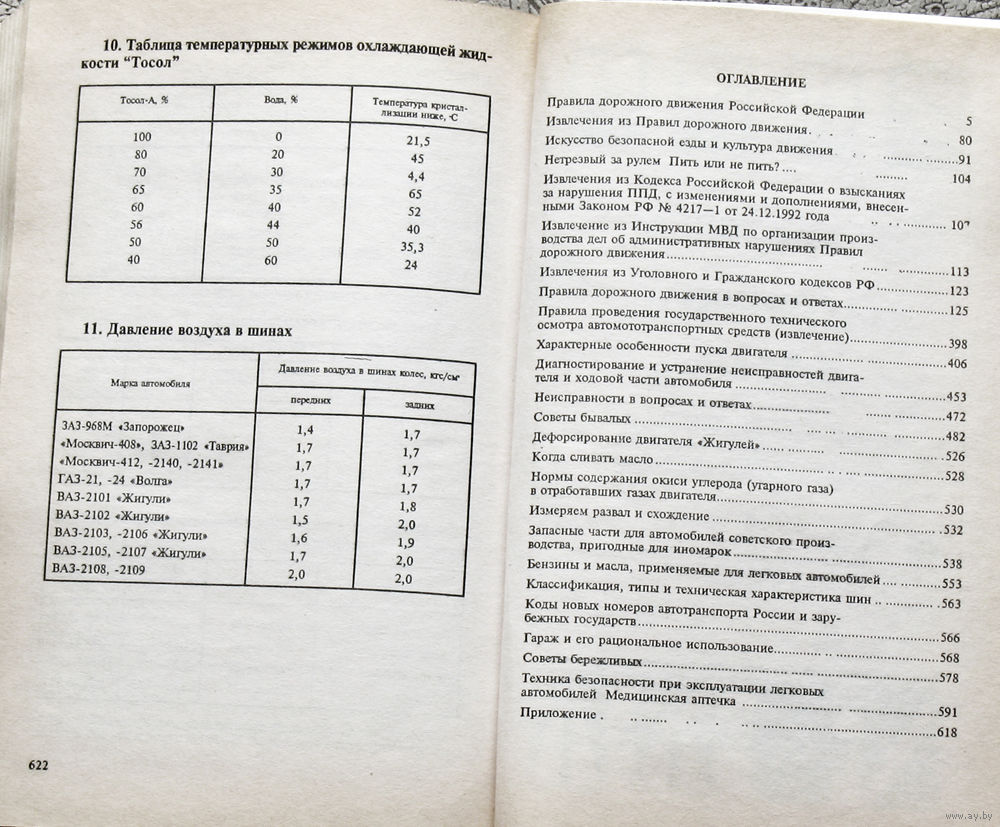 10. Таблица температурных режимов охлаждающей жид-
кости “Тосол”
Тосол-А, % Вода, % Температура кристал-
лизации ниже, -С
100 0 21,5
80 20 45
70 30 4,4
65 35 65
60 40 52
56 44 40
50 50 35,3
40 60 24
11. Давление воздуха в шинах
Марка автомобиля Давление воздуха в шинах колес, кгс/см²
передних задних
ЗАЗ-968М «Запорожец» 1,4 1,7
«Москвич-408», ЗАЗ-1102 «Таврия» 1,7 1,7
«Москвич-412, -2140, -2141» 1,7 1,7
ГАЗ-21, -24 «Волга» 1,7 1,7
ВАЗ-2101 «Жигули» 1,7 1,8
ВАЗ-2102 «Жигули» 1,5 2,0
ВАЗ-2103, -2106 «Жигули» 1,6 1,9
ВАЗ-2105, -2107 «Жигули» 1,7 2,0
ВАЗ-2108, -2109 2,0 2,0
622
ОГЛАВЛЕНИЕ
Правила дорожного движения Российской Федерации 5
Извлечения из Правил дорожного движения. 80
Искусство безопасной езды и культура движения 91
Нетрезвый за рулем Пить или не пить?.... 104
Извлечения из Кодекса Российской Федерации о взысканиях
за нарушения ППД, с изменениями и дополнениями, внесен-
ными Законом РФ № 4217—1 от 24.12.1992 года 107
Извлечение из Инструкции МВД по организации произ-
водства дел об административных нарушениях Правил
дорожного движения 113
Извлечения из Уголовного и Гражданского кодексов РФ 123
Правила дорожного движения в вопросах и ответах 125
Правила проведения государственного технического
осмотра автомототранспортных средств (извлечение) 398
Характерные особенности пуска двигателя 406
Диагностирование и устранение неисправностей двига-
теля и ходовой части автомобиля 453
Неисправности в вопросах и ответах 472
Советы бывалых 482
Дефорсирование двигателя «Жигулей» 526
Когда сливать масло 528
Нормы содержания окиси углерода (угарного газа)
в отработавших газах двигателя 530
Измеряем развал и схождение 532
Запасные части для автомобилей советского произ-
водства, пригодные для иномарок 538
Бензины и масла, применяемые для легковых автомобилей 553
Классификация, типы и техническая характеристика шин 563
Коды новых номеров автотранспорта России и зару-
бежных государств 566
Гараж и его рациональное использование 568
Советы бережливых 578
Техника безопасности при эксплуатации легковых
автомобилей Медицинская аптечка 591
Приложение . 618
www.ay.by